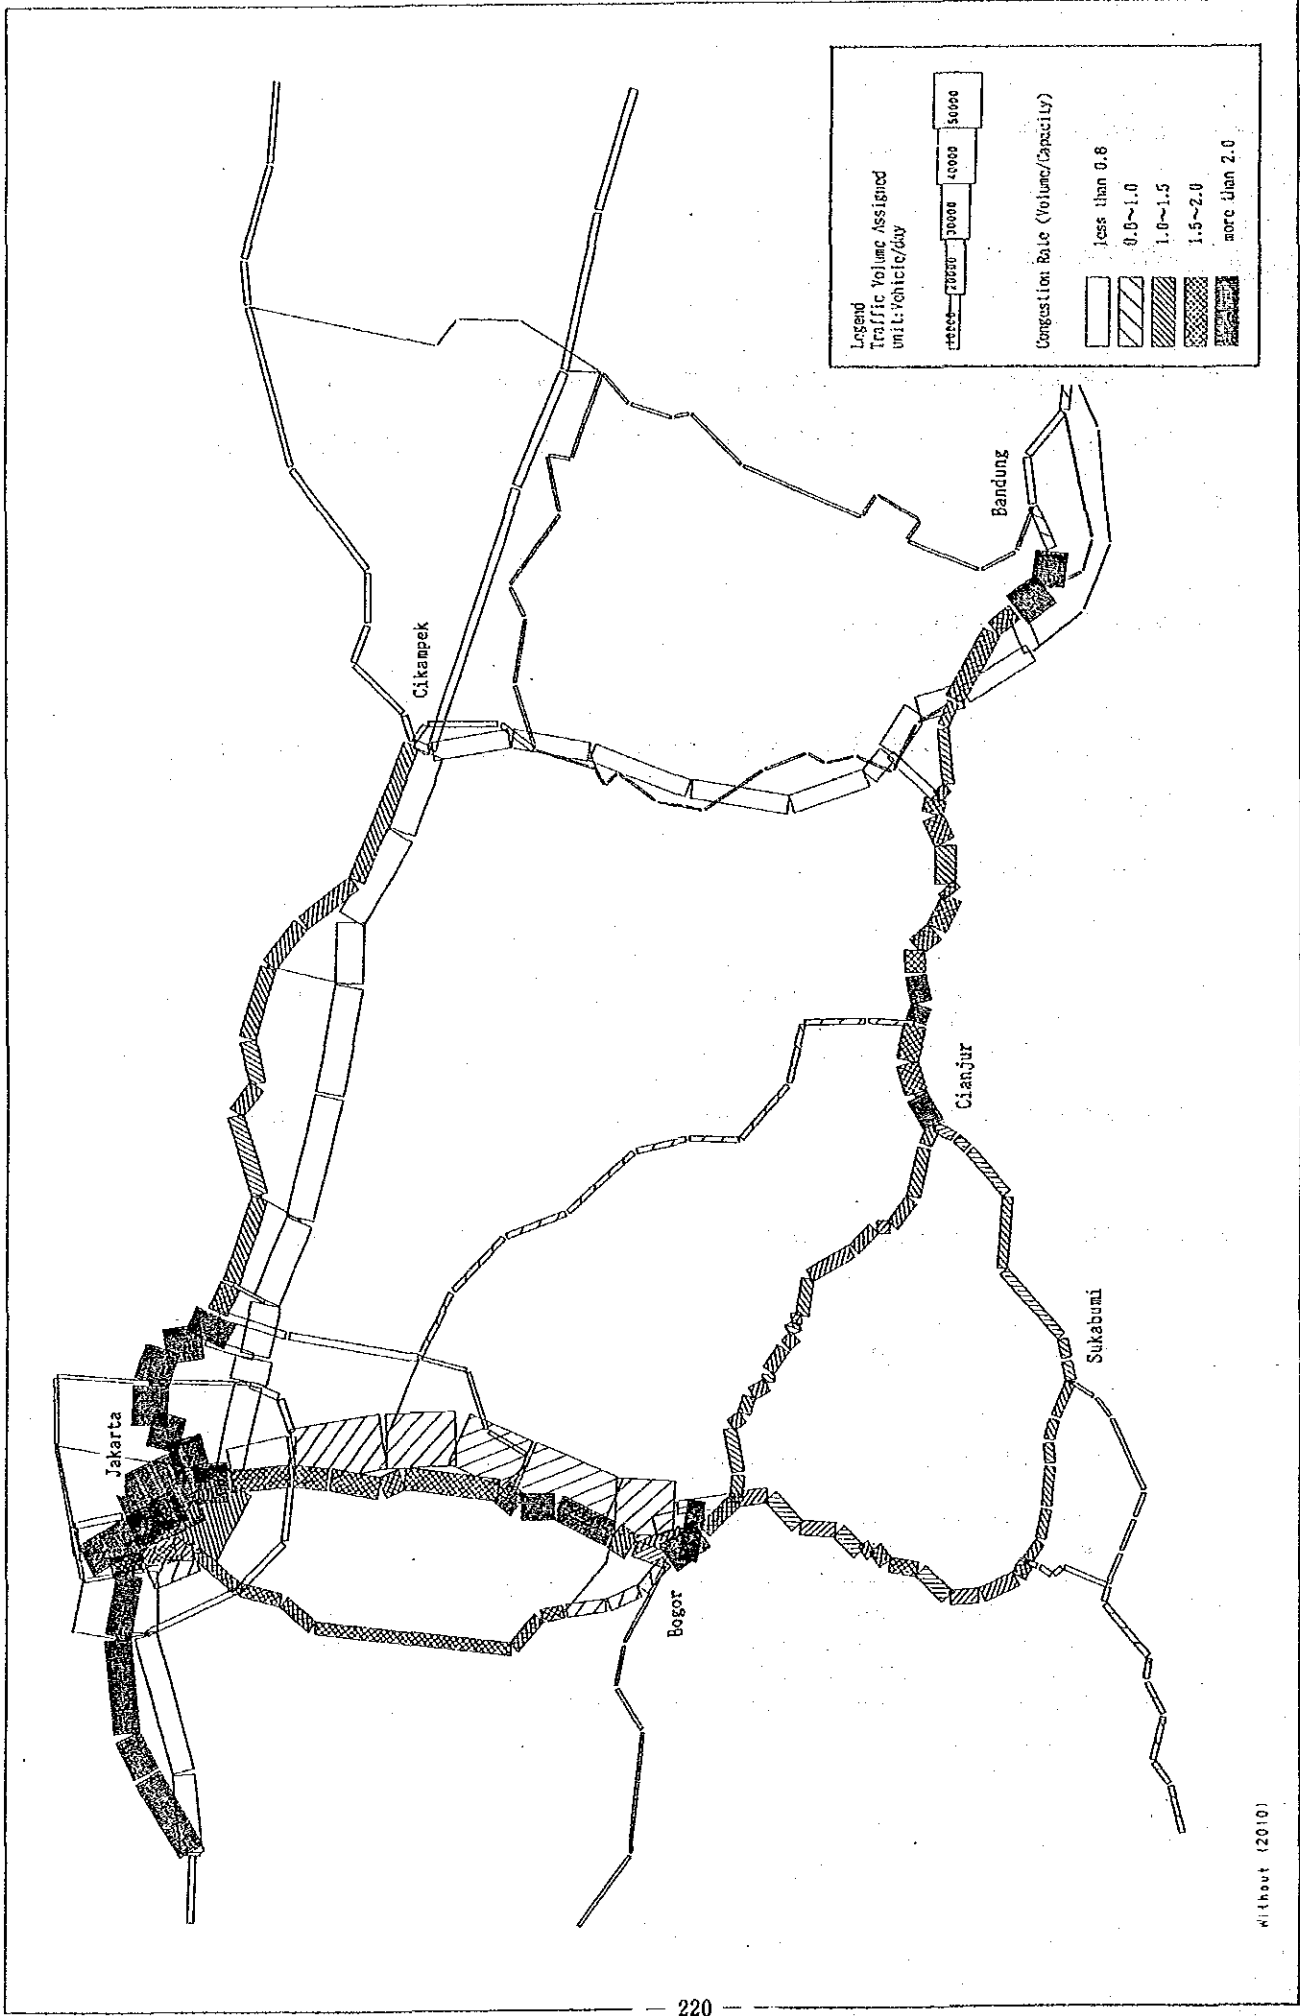 Jakarta
Cikampek
Bandung
Cianjur
Sukabumi
Bogor
Legend
Traffic Volume Assigned
unit:Vehicle/day
10000 20000 30000 40000 50000
Congestion Rate (Volume/Capacity)
less than 0.8
0.8~1.0
1.0~1.5
1.5~2.0
more than 2.0
Without (2010)
— 220 —